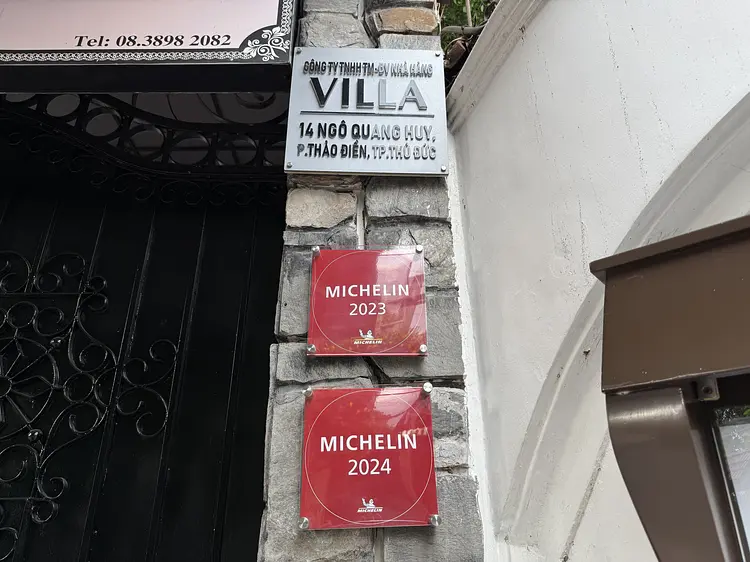 Tel: 08.3898 2082
CÔNG TY TNHH TM-DV NHÀ HÀNG
VILLA
14 NGÔ QUANG HUY,
P.THẢO ĐIỀN, TP.THỦ ĐỨC
MICHELIN
2023
MICHELIN
MICHELIN
2024
MICHELIN